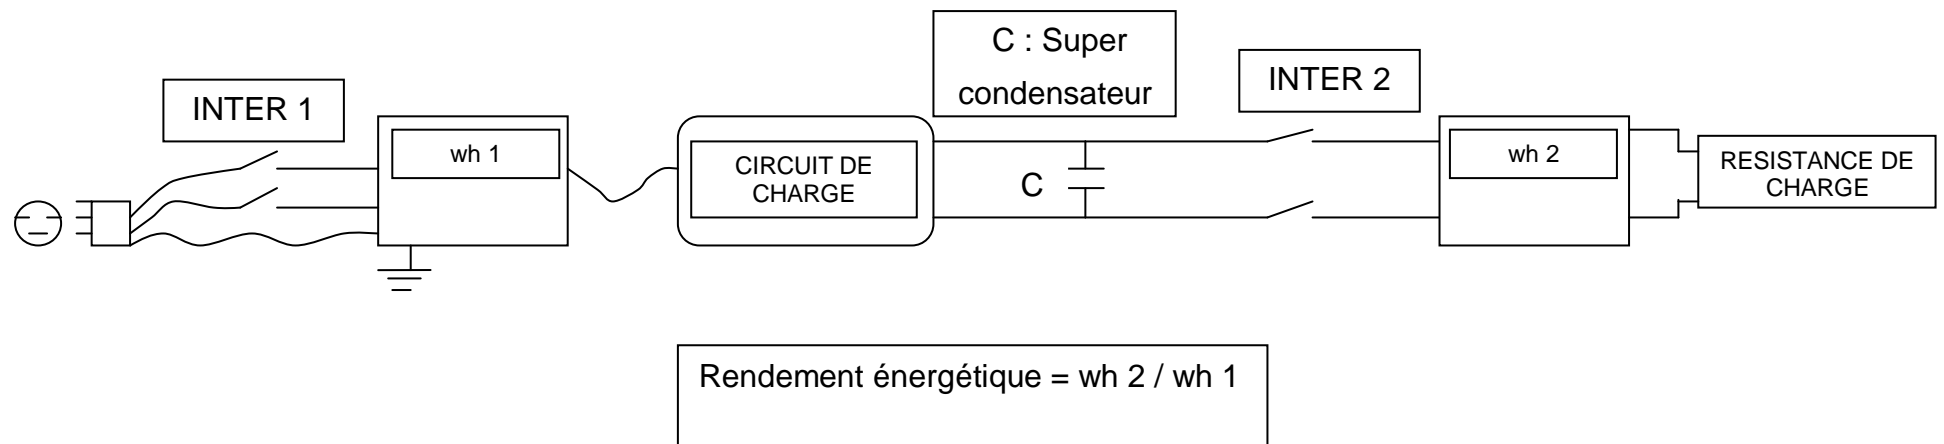 C : Super
condensateur
INTER 1
INTER 2
wh 1
CIRCUIT DE
CHARGE
C
wh 2
RESISTANCE DE
CHARGE
Rendement énergétique = wh 2 / wh 1